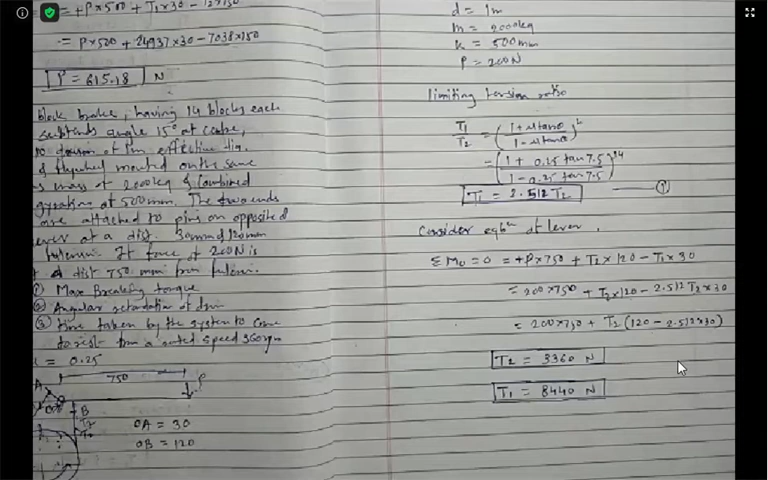 = +P×500 + T1×30 - T2×150
= P×500 + 24937×30 - 7038×150
P = 615.18 N
block brake, having 14 blocks each
subtends angle 15° at centre,
to drum of 1m effective dia.
& flywheel mounted on the same
mass of 2000kg & combined
gyration of 500mm. The two ends
are attached to pins on opposite
lever at a dist. 30mm & 120mm
fulcrum. If force of 200N is
at a dist 750 mm from fulcrum.
① Max Breaking torque
② Angular retardation of drum
③ time taken by the system to come
to rest from a rated speed 360rpm
= 0.25
750
P
A
B
T2
T1
OA = 30
OB = 120
d = 1m
m = 2000kg
k = 500mm
P = 200N
limiting tension ratio
T1/T2 = (1+μtanθ / 1-μtanθ)^n
= [1 + 0.25 tan 7.5 / 1 - 0.25 tan 7.5]^14
T1 = 2.512 T2 ——— ①
Consider eqbm of lever.
ΣMo = 0 = +P×750 + T2×120 - T1×30
= 200×750 + T2×120 - 2.512 T2×30
= 200×750 + T2 (120 - 2.512×30)
T2 = 3360 N
T1 = 8440 N